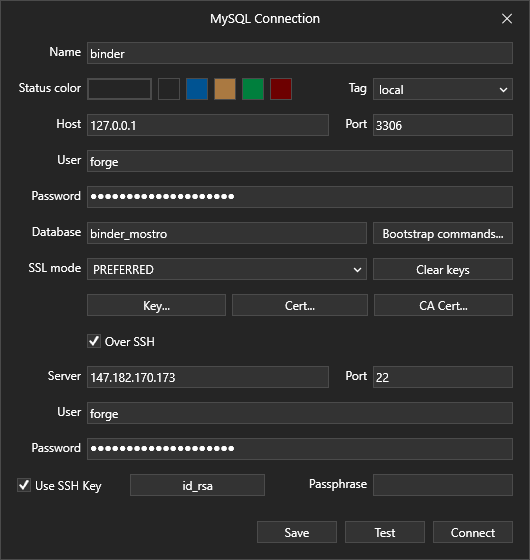 MySQL Connection
Name binder
Status color Tag local
Host 127.0.0.1 Port 3306
User forge
Password ●●●●●●●●●●●●●●●●●●●●
Database binder_mostro Bootstrap commands...
SSL mode PREFERRED Clear keys
Key... Cert... CA Cert...
Over SSH
Server 147.182.170.173 Port 22
User forge
Password ●●●●●●●●●●●●●●●●●●●●
Use SSH Key id_rsa Passphrase
Save Test Connect